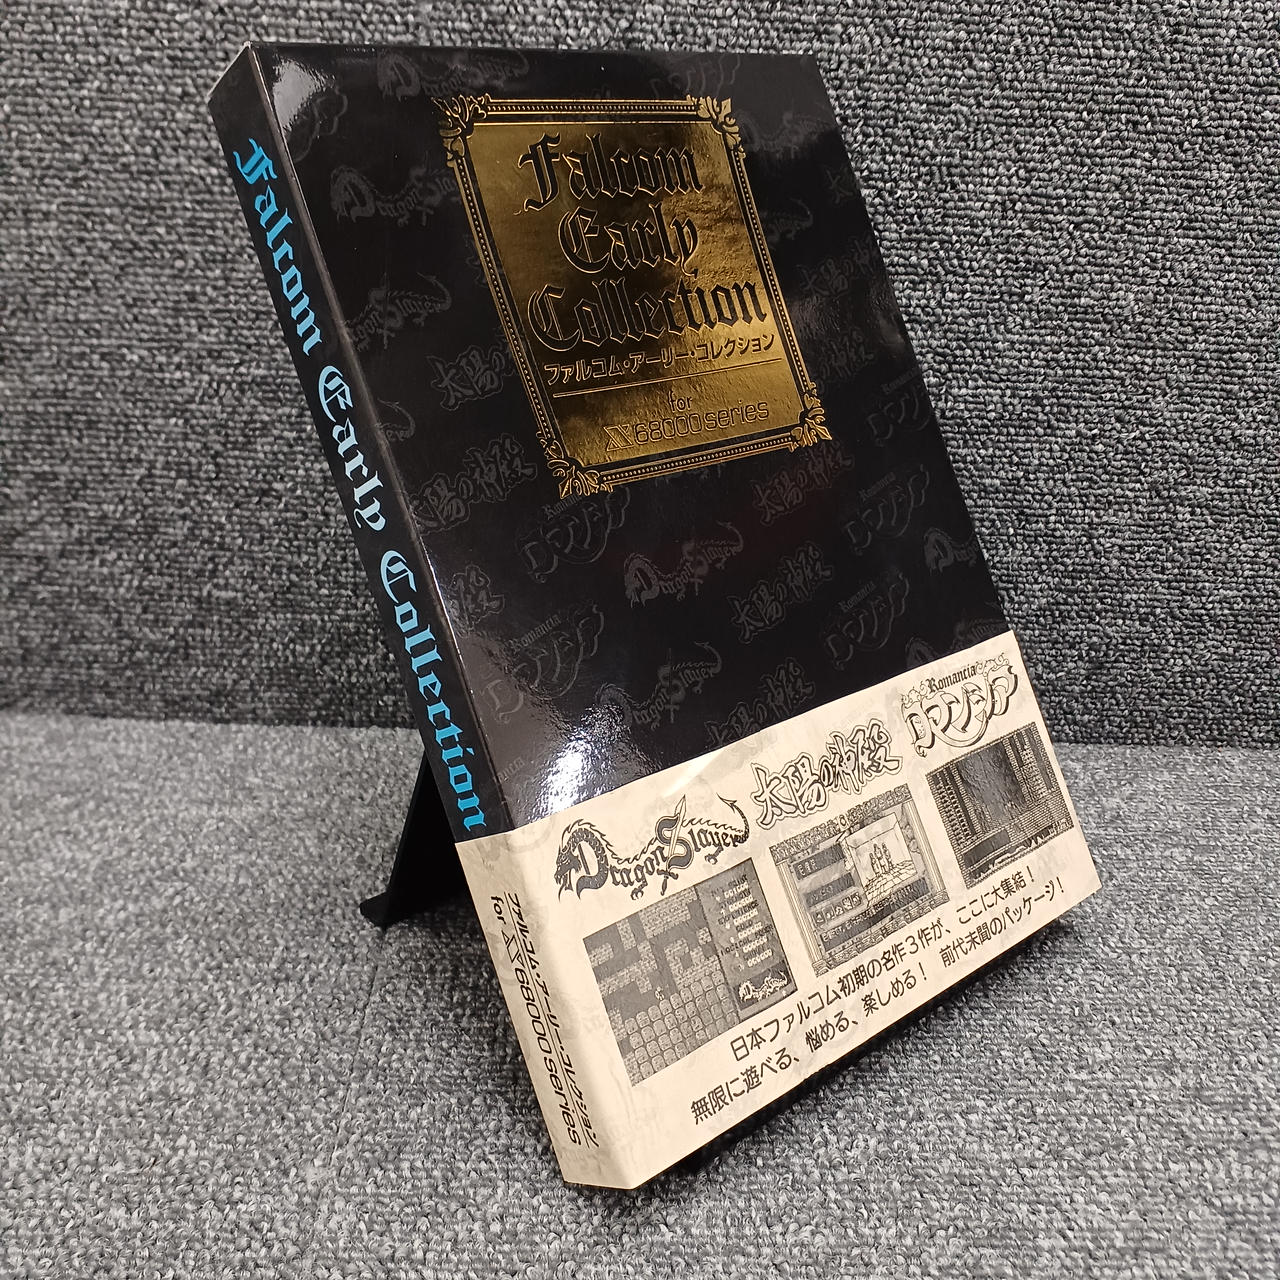 Falcom Early Collection
ファルコム・アーリー・コレクション
for X68000 series
Falcom
Early
Collection
ファルコム・アーリー・コレクション
for
X68000 series
Dragon Slayer
太陽の神殿
Romancia
ロマンシア
日本ファルコム初期の名作3作が、ここに大集結!
無限に遊べる、悩める、楽しめる! 前代未聞のパッケージ!